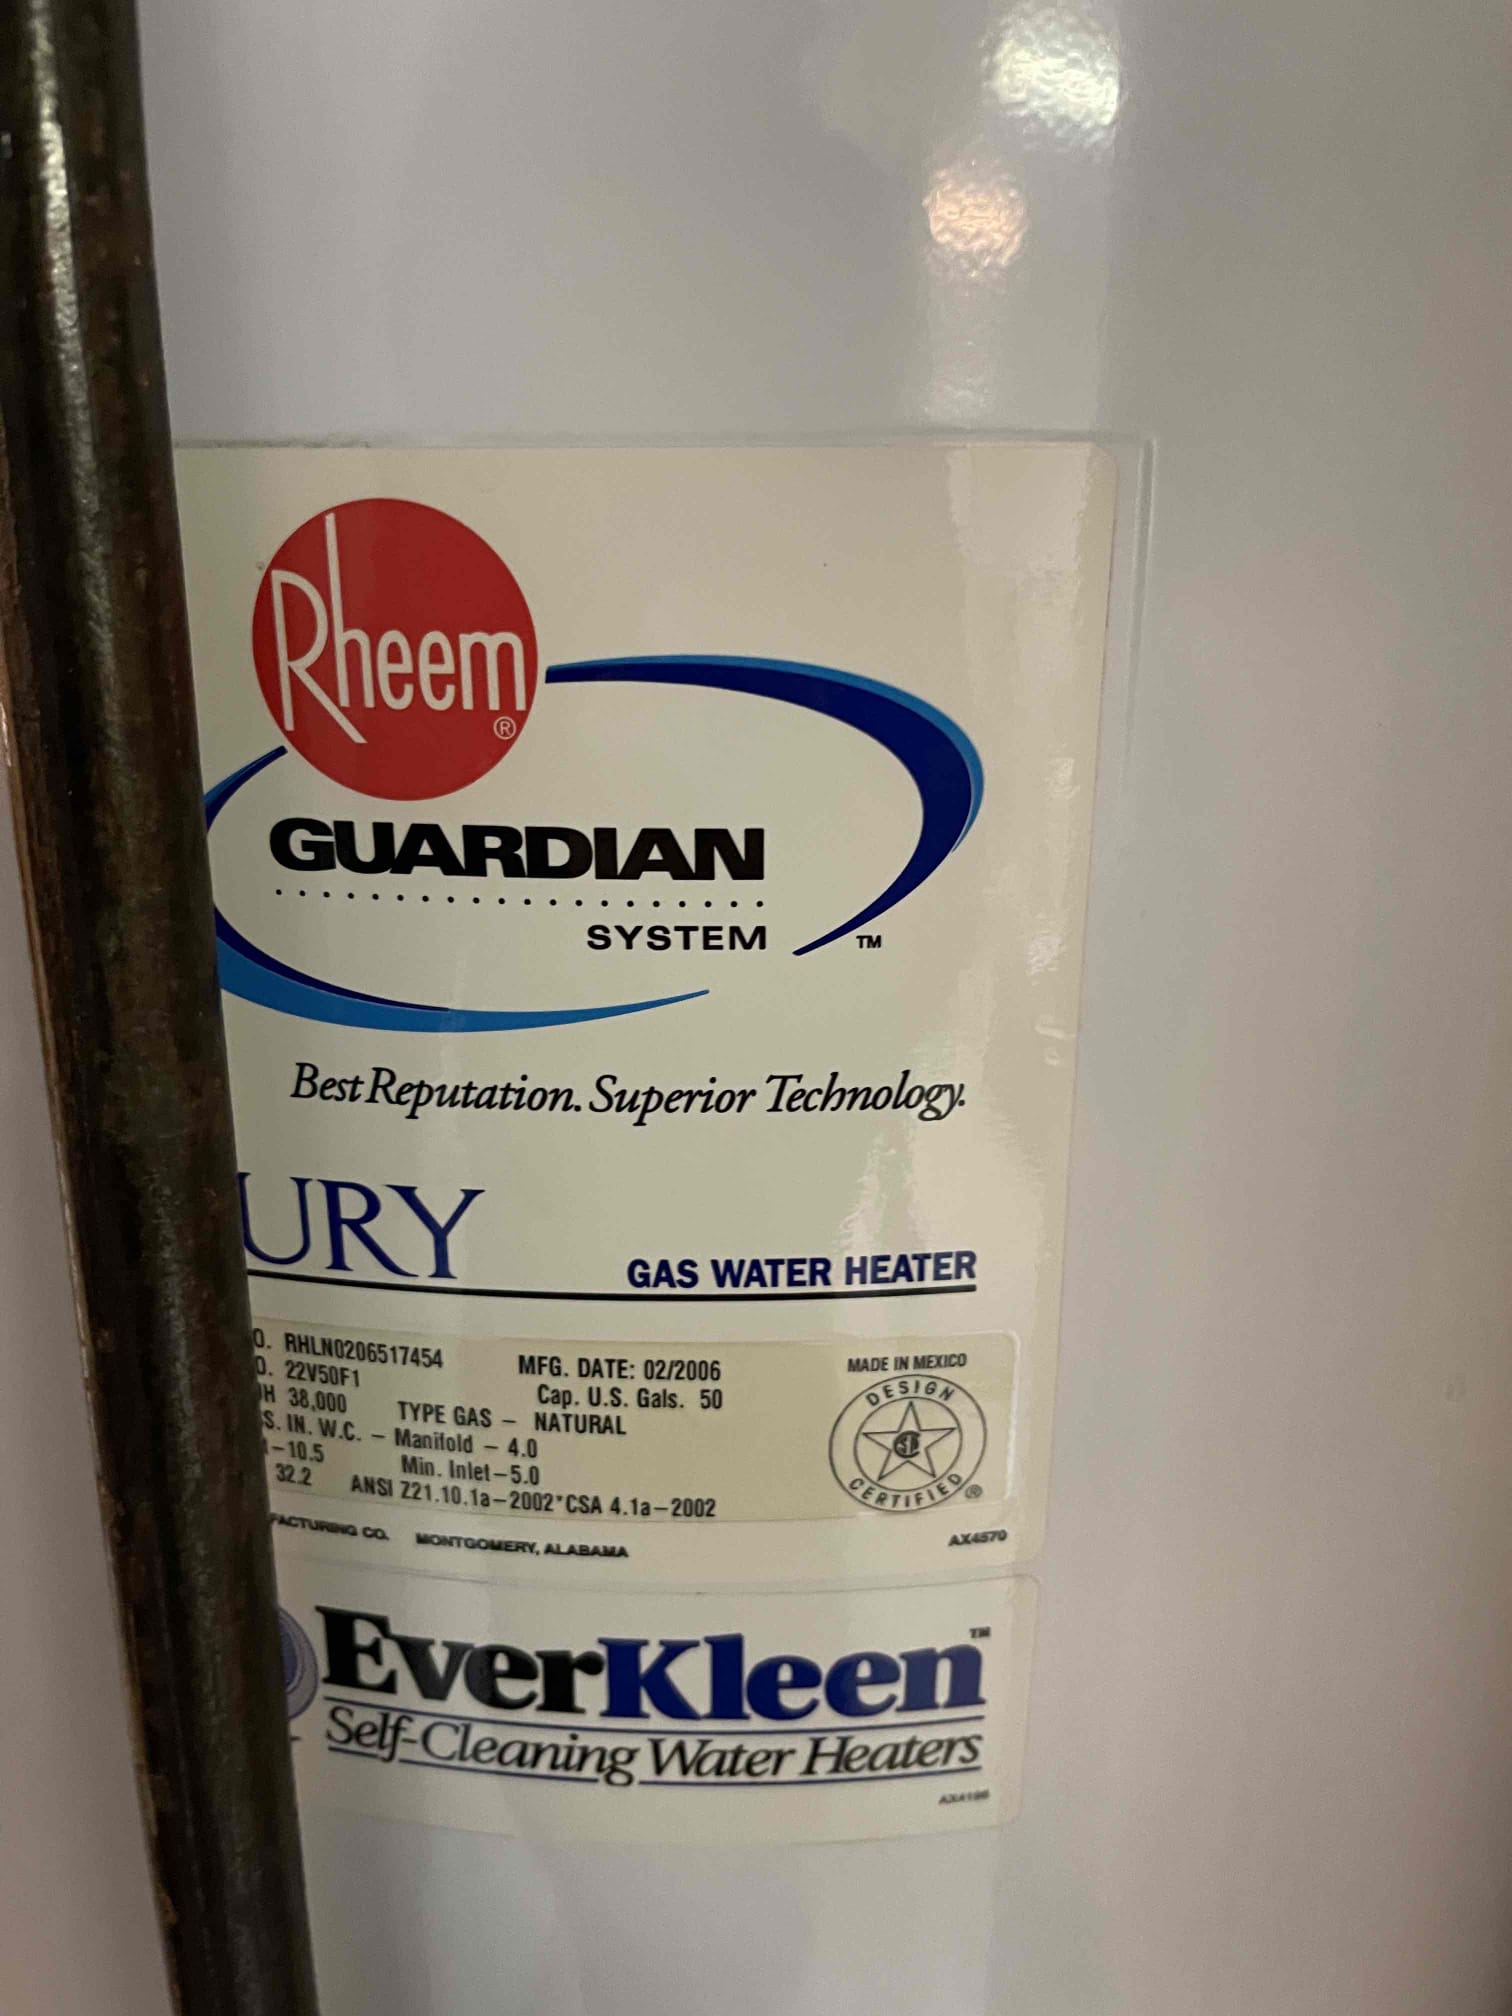 Rheem®
GUARDIAN
SYSTEM ™
Best Reputation. Superior Technology.
URY
GAS WATER HEATER
O. RHLN0206517454
O. 22V50F1
MFG. DATE: 02/2006
H 38,000
Cap. U.S. Gals. 50
TYPE GAS – NATURAL
S. IN. W.C. – Manifold – 4.0
–10.5
Min. Inlet–5.0
32.2
ANSI Z21.10.1a–2002*CSA 4.1a–2002
MADE IN MEXICO
DESIGN
CERTIFIED ®
FACTURING CO. MONTGOMERY, ALABAMA
AX4570
EverKleen™
Self-Cleaning Water Heaters